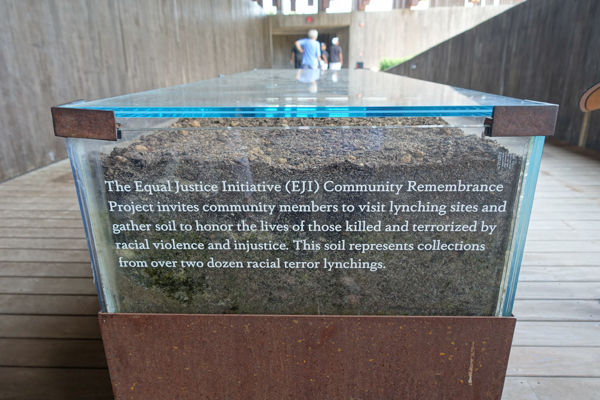 The Equal Justice Initiative (EJI) Community Remembrance
Project invites community members to visit lynching sites and
gather soil to honor the lives of those killed and terrorized by
racial violence and injustice. This soil represents collections
from over two dozen racial terror lynchings.